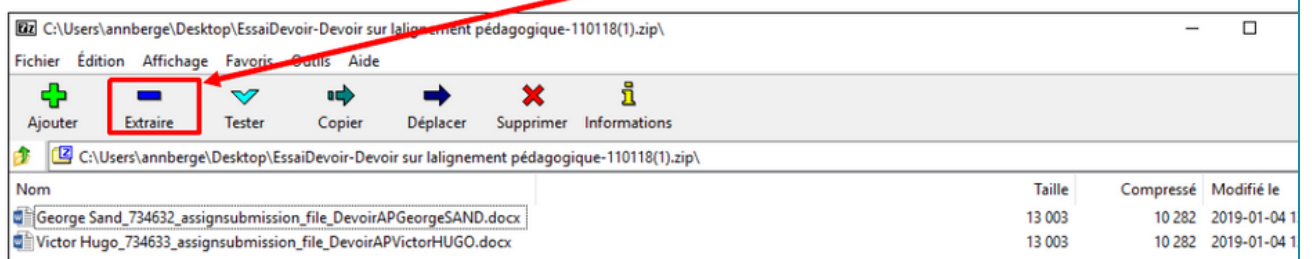 C:\Users\annberge\Desktop\EssaiDevoir-Devoir sur lalignement pédagogique-110118(1).zip\
Fichier Édition Affichage Favoris Outils Aide
Ajouter Extraire Tester Copier Déplacer Supprimer Informations
C:\Users\annberge\Desktop\EssaiDevoir-Devoir sur lalignement pédagogique-110118(1).zip\
Nom Taille Compressé Modifié le
George Sand_734632_assignsubmission_file_DevoirAPGeorgeSAND.docx 13 003 10 282 2019-01-04 1
Victor Hugo_734633_assignsubmission_file_DevoirAPVictorHUGO.docx 13 003 10 282 2019-01-04 1